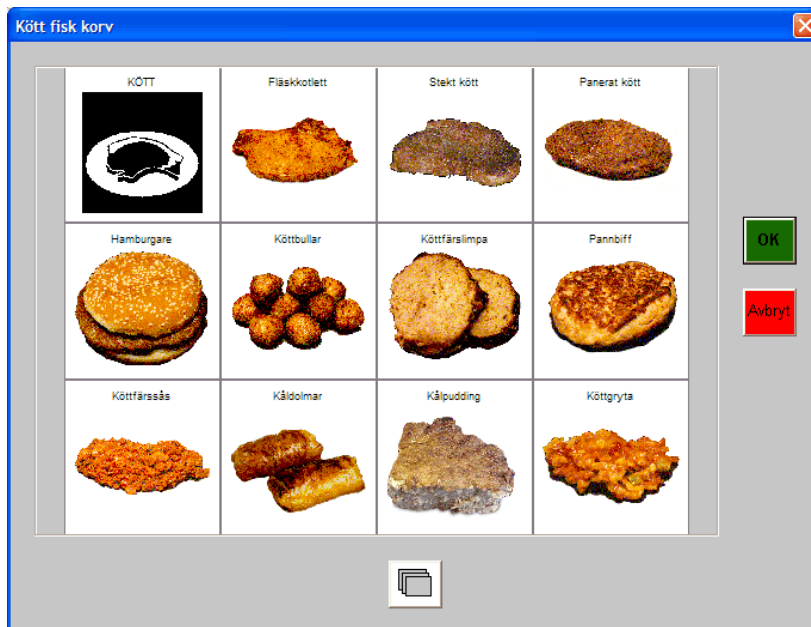 Kött fisk korv
KÖTT
Fläskkotlett
Stekt kött
Panerat kött
Hamburgare
Köttbullar
Köttfärslimpa
Pannbiff
Köttfärssås
Kåldolmar
Kålpudding
Köttgryta
OK
Avbryt